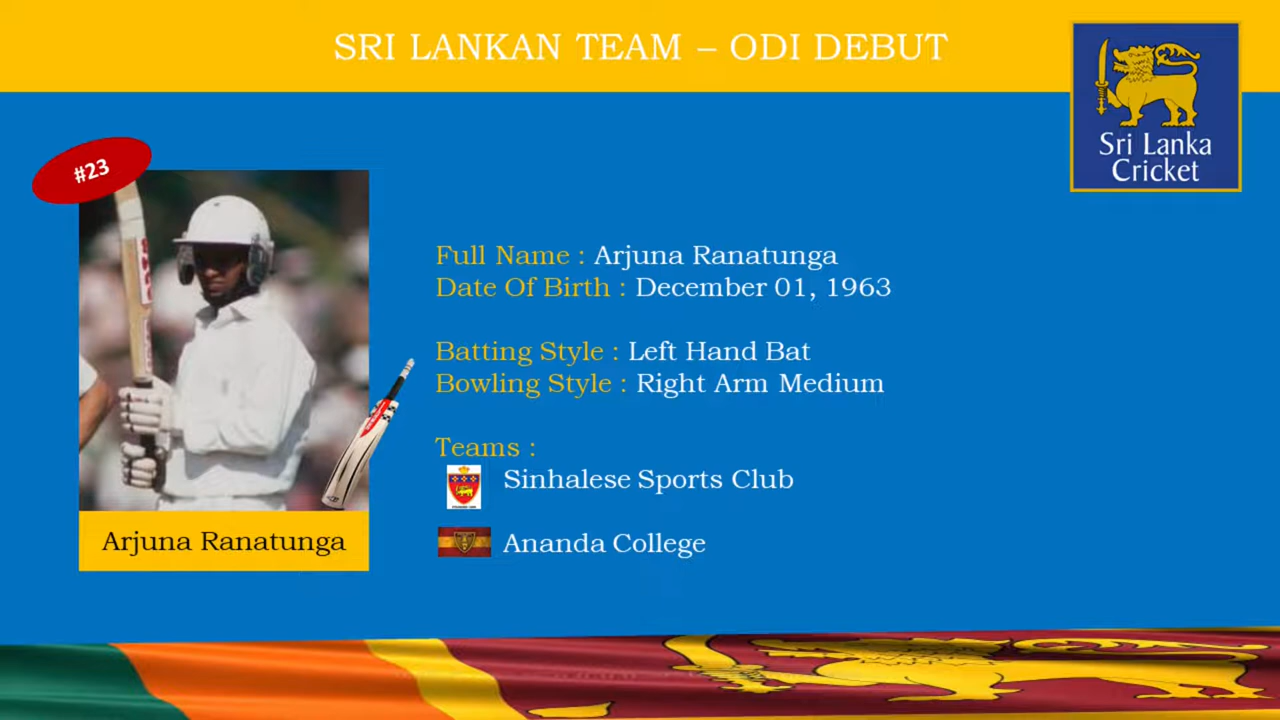 SRI LANKAN TEAM – ODI DEBUT
Sri Lanka
Cricket
#23
Full Name : Arjuna Ranatunga
Date Of Birth : December 01, 1963
Batting Style : Left Hand Bat
Bowling Style : Right Arm Medium
Teams :
Sinhalese Sports Club
Ananda College
Arjuna Ranatunga